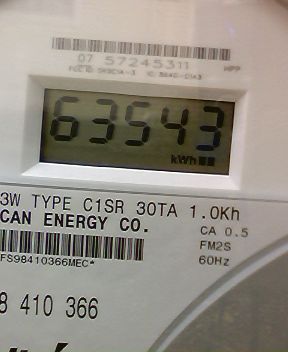 07 57245311
63543
kWh
3W TYPE C1SR 30TA 1.0Kh
CAN ENERGY CO.
CA 0.5
FM2S
FS98410366MEC*
60Hz
8 410 366